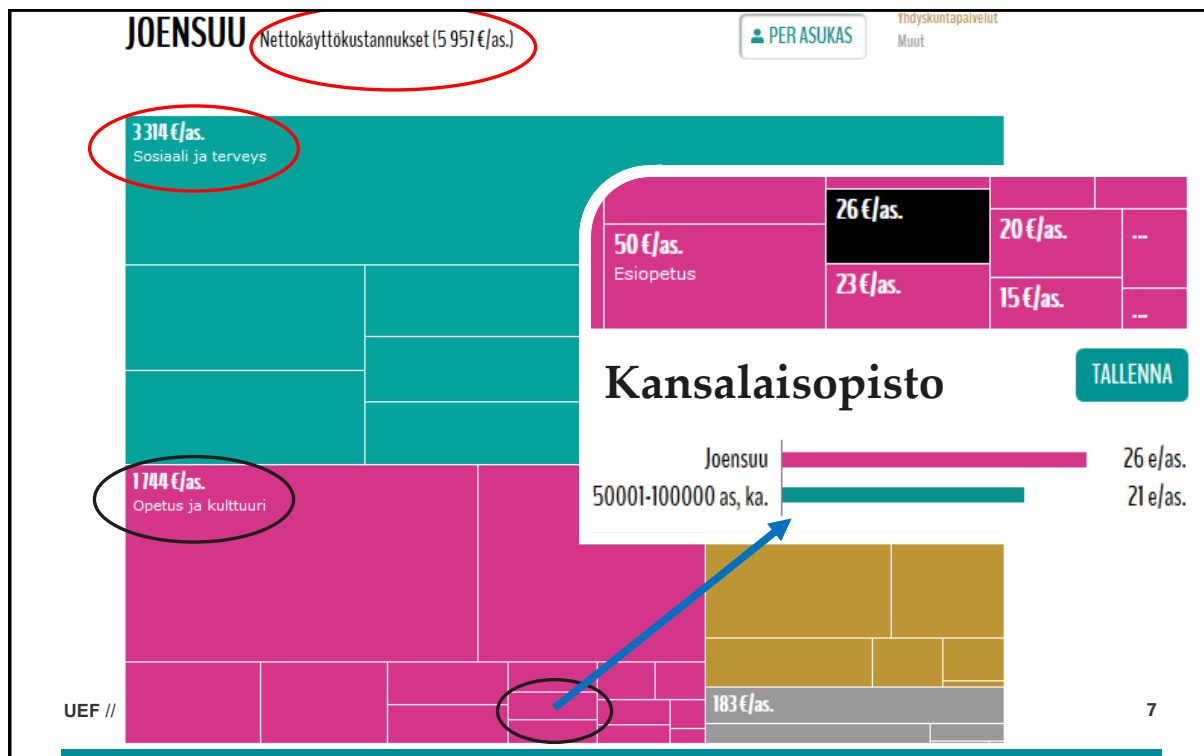 JOENSUU Nettokäyttökustannukset (5 957 €/as.)
PER ASUKAS
Yhdyskuntapalvelut
Muut
3 314 €/as.
Sosiaali ja terveys
26 €/as.
50 €/as.
Esiopetus
20 €/as.
...
23 €/as.
15 €/as.
...
Kansalaisopisto
TALLENNA
Joensuu 26 e/as.
50001-100000 as, ka. 21 e/as.
1 744 €/as.
Opetus ja kulttuuri
183 €/as.
UEF //
7